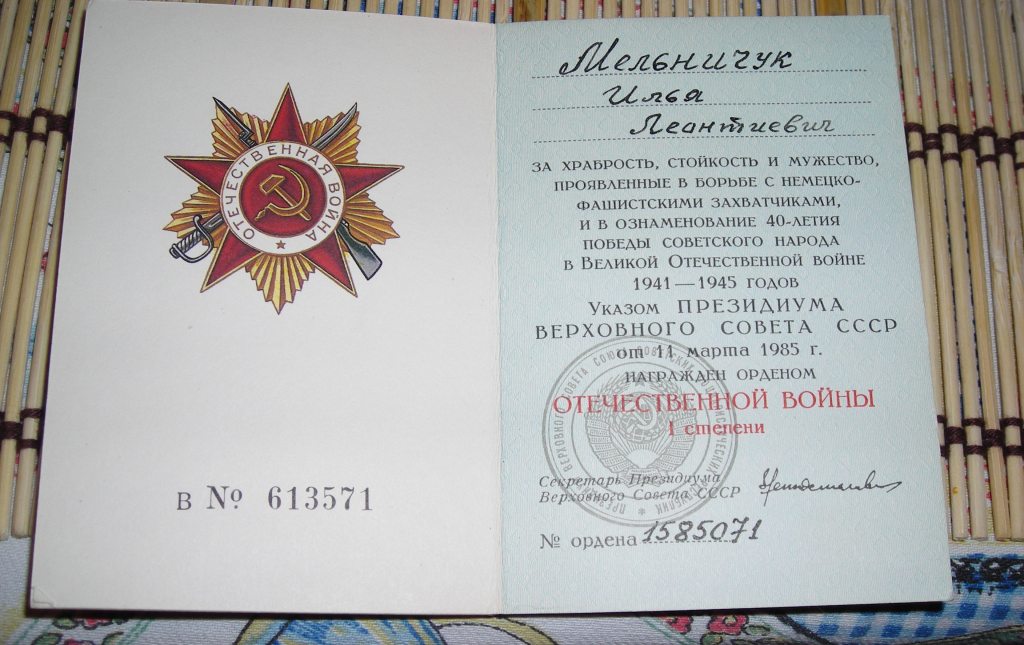 ОТЕЧЕСТВЕННАЯ ВОЙНА
В № 613571
Мельничук
Илья
Леантиевич
ЗА ХРАБРОСТЬ, СТОЙКОСТЬ И МУЖЕСТВО,
ПРОЯВЛЕННЫЕ В БОРЬБЕ С НЕМЕЦКО-
ФАШИСТСКИМИ ЗАХВАТЧИКАМИ,
И В ОЗНАМЕНОВАНИЕ 40-ЛЕТИЯ
ПОБЕДЫ СОВЕТСКОГО НАРОДА
В ВЕЛИКОЙ ОТЕЧЕСТВЕННОЙ ВОЙНЕ
1941—1945 ГОДОВ
УКАЗОМ ПРЕЗИДИУМА
ВЕРХОВНОГО СОВЕТА СССР
от 11 марта 1985 г.
НАГРАЖДЕН ОРДЕНОМ
ОТЕЧЕСТВЕННОЙ ВОЙНЫ
I степени
Секретарь Президиума
Верховного Совета СССР
№ ордена 1585071